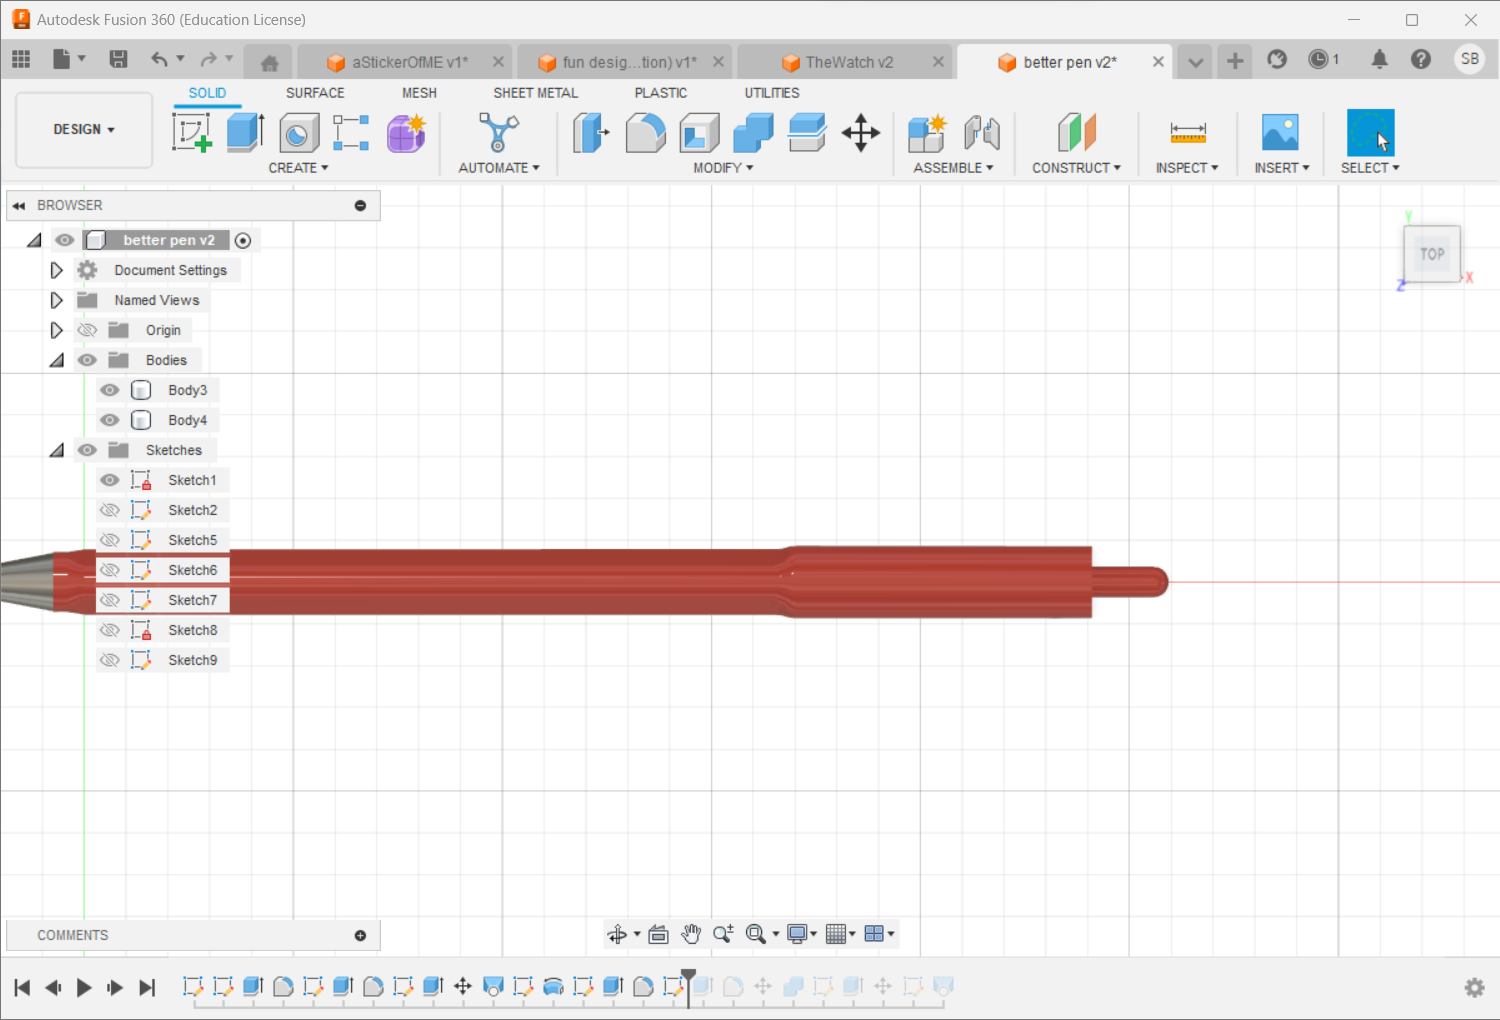 Autodesk Fusion 360 (Education License)
aStickerOfME v1*
fun desig...tion) v1*
TheWatch v2
better pen v2*
1
SB
DESIGN
SOLID
SURFACE
MESH
SHEET METAL
PLASTIC
UTILITIES
CREATE
AUTOMATE
MODIFY
ASSEMBLE
CONSTRUCT
INSPECT
INSERT
SELECT
BROWSER
better pen v2
Document Settings
Named Views
Origin
Bodies
Body3
Body4
Sketches
Sketch1
Sketch2
Sketch5
Sketch6
Sketch7
Sketch8
Sketch9
Y
TOP
X
Z
COMMENTS